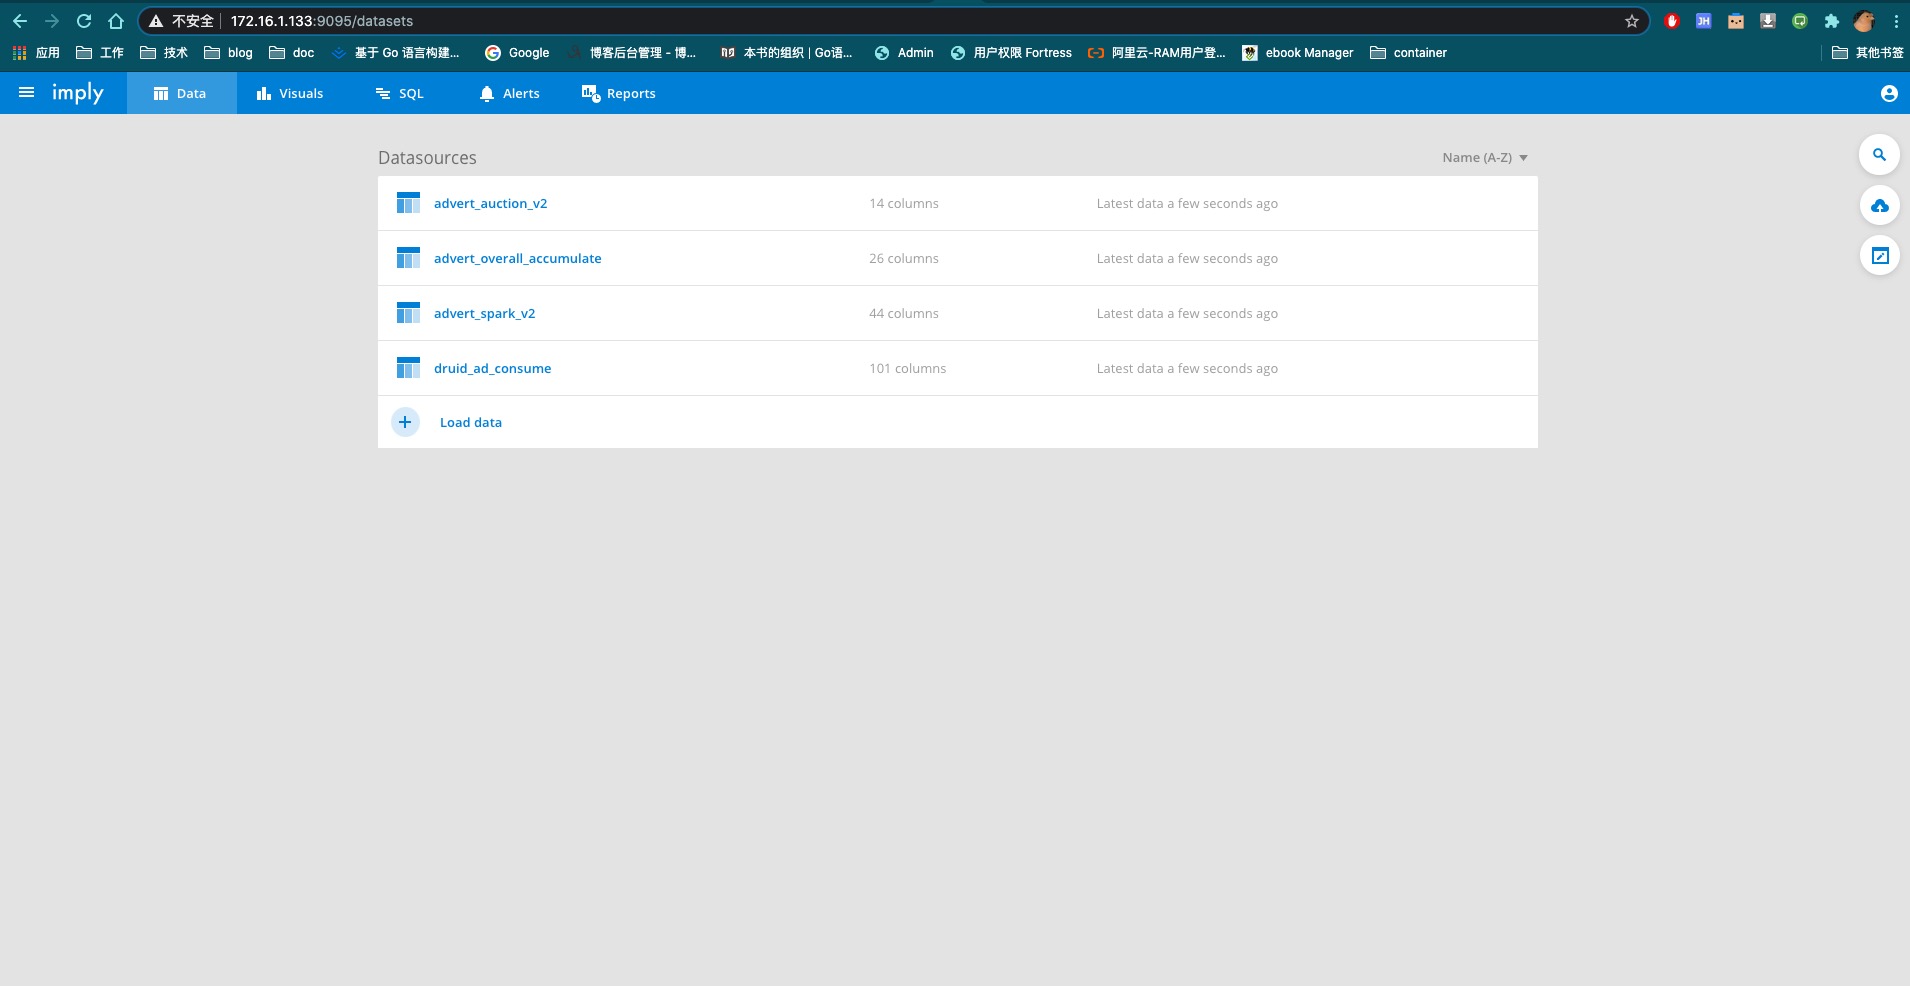 不安全 172.16.1.133:9095/datasets
JH
应用 工作 技术 blog doc 基于 Go 语言构建... Google 博客后台管理 - 博... 本书的组织 | Go语... Admin 用户权限 Fortress 阿里云-RAM用户登... ebook Manager container 其他书签
imply Data Visuals SQL Alerts Reports
Datasources Name (A-Z)
advert_auction_v2 14 columns Latest data a few seconds ago
advert_overall_accumulate 26 columns Latest data a few seconds ago
advert_spark_v2 44 columns Latest data a few seconds ago
druid_ad_consume 101 columns Latest data a few seconds ago
Load data